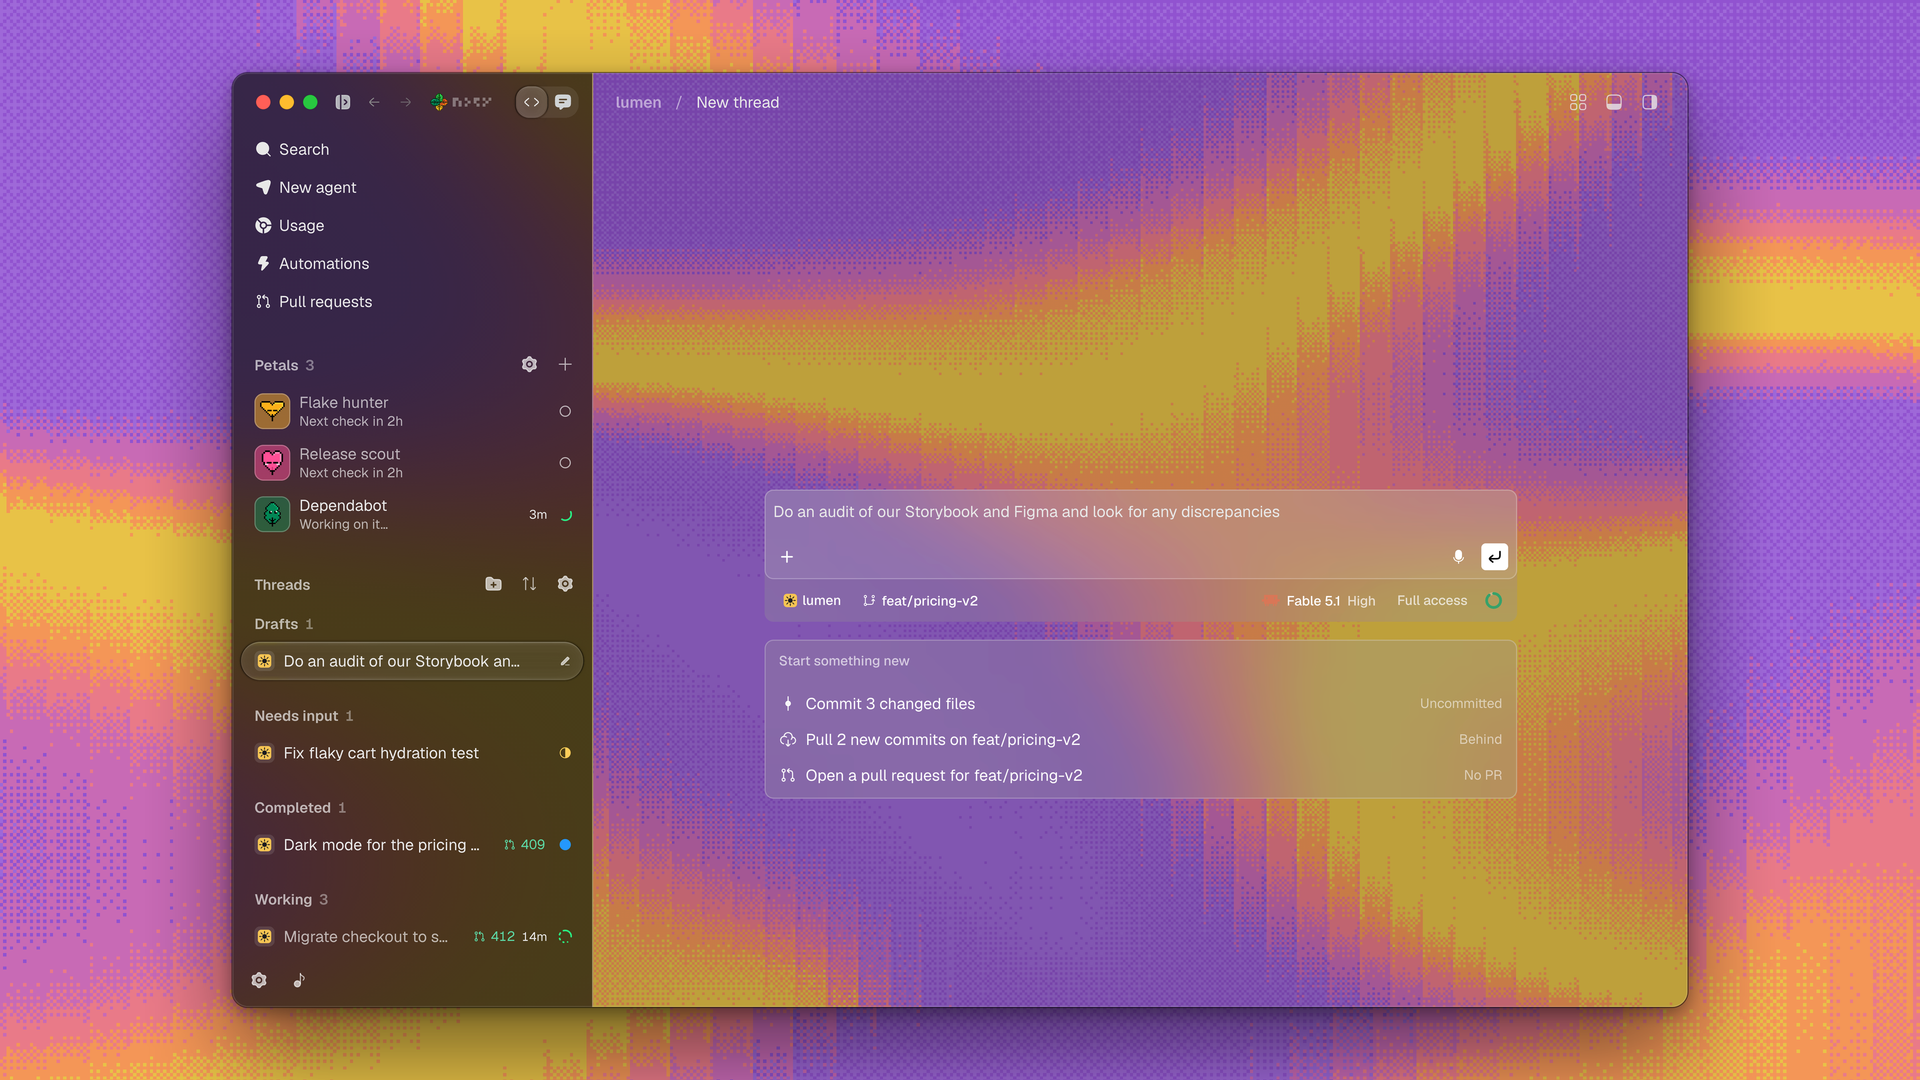 lumen / New thread
Search
New agent
Usage
Automations
Pull requests
Petals 3
Flake hunter
Next check in 2h
Release scout
Next check in 2h
Dependabot
Working on it...
3m
Threads
Drafts 1
Do an audit of our Storybook an...
Needs input 1
Fix flaky cart hydration test
Completed 1
Dark mode for the pricing ... 409
Working 3
Migrate checkout to s... 412 14m
Do an audit of our Storybook and Figma and look for any discrepancies
lumen feat/pricing-v2 Fable 5.1 High Full access
Start something new
Commit 3 changed files Uncommitted
Pull 2 new commits on feat/pricing-v2 Behind
Open a pull request for feat/pricing-v2 No PR